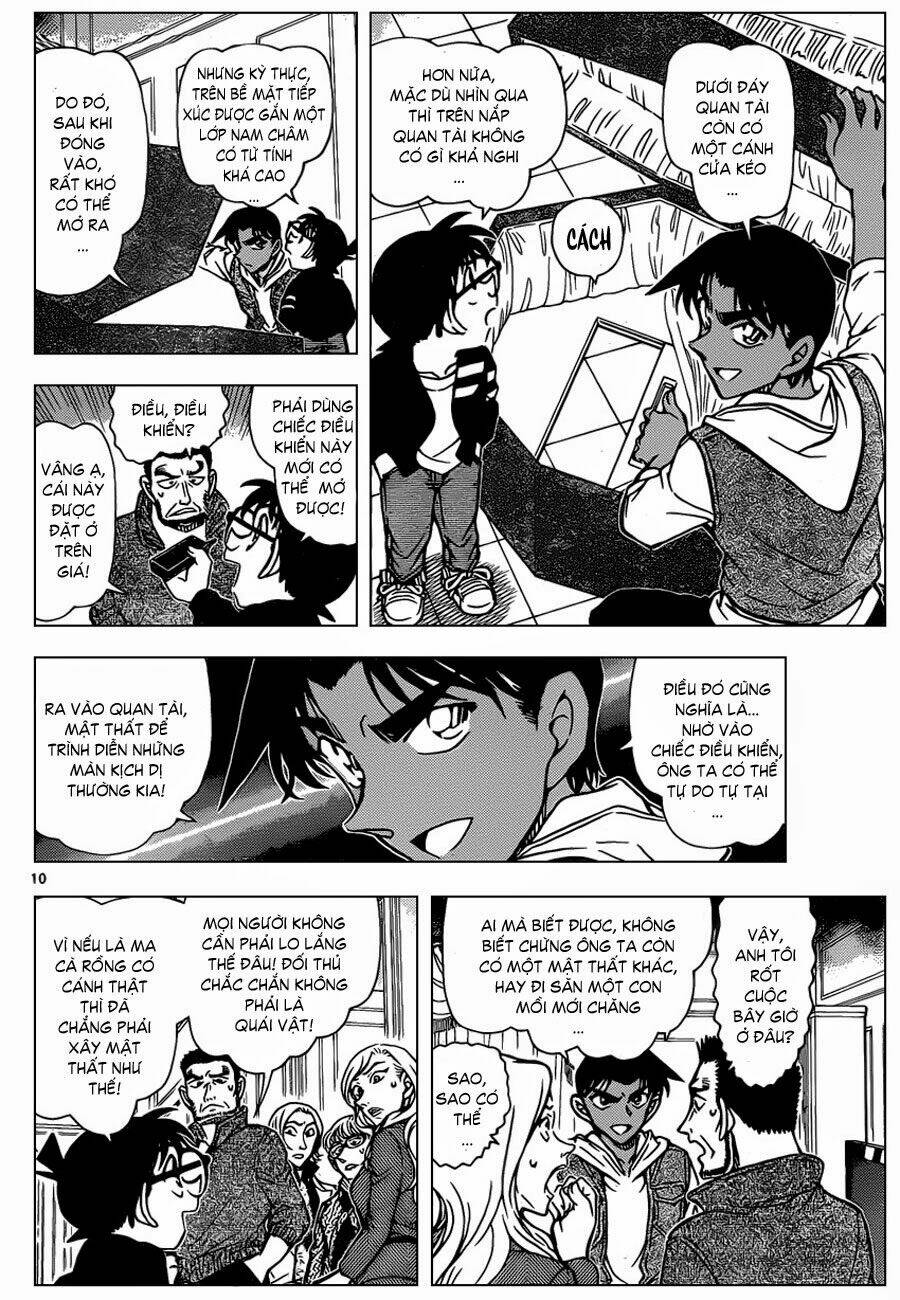 DƯỚI ĐÁY
QUAN TÀI
CÒN CÓ
MỘT CÁNH
CỬA KÉO
...
HƠN NỮA,
MẶC DÙ NHÌN QUA
THÌ TRÊN NẮP
QUAN TÀI KHÔNG
CÓ GÌ KHẢ NGHI
...
CÁCH
NHƯNG KỲ THỰC,
TRÊN BỀ MẶT TIẾP
XÚC ĐƯỢC GẮN MỘT
LỚP NAM CHÂM
CÓ TỪ TÍNH
KHÁ CAO
...
DO ĐÓ,
SAU KHI
ĐÓNG
VÀO,
RẤT KHÓ
CÓ THỂ
MỞ RA
...
PHẢI DÙNG
CHIẾC ĐIỀU
KHIỂN NÀY
MỚI CÓ
THỂ MỞ
ĐƯỢC!
ĐIỀU, ĐIỀU
KHIỂN?
VÂNG Ạ,
CÁI NÀY
ĐƯỢC
ĐẶT Ở
TRÊN
GIÁ!
ĐIỀU ĐÓ CŨNG
NGHĨA LÀ...
NHỜ VÀO
CHIẾC ĐIỀU KHIỂN,
ÔNG TA CÓ THỂ
TỰ DO TỰ TẠI
...
RA VÀO QUAN TÀI,
MẬT THẤT ĐỂ
TRÌNH DIỄN NHỮNG
MÀN KỊCH DỊ
THƯỜNG KIA!
10
VẬY,
ANH TÔI
RỐT
CUỘC
BÂY GIỜ
Ở ĐÂU?
AI MÀ BIẾT ĐƯỢC, KHÔNG
BIẾT CHỪNG ÔNG TA CÒN
CÓ MỘT MẬT THẤT KHÁC,
HAY ĐI SĂN MỘT CON
MỒI MỚI CHĂNG
...
SAO,
SAO CÓ THỂ
...
MỌI NGƯỜI KHÔNG
CẦN PHẢI LO LẮNG
THẾ ĐÂU! ĐỐI THỦ
CHẮC CHẮN KHÔNG
PHẢI LÀ
QUÁI VẬT!
VÌ NẾU LÀ MA
CÀ RỒNG CÓ
CÁNH THẬT
THÌ ĐÃ
CHẲNG PHẢI
XÂY MẬT
THẤT NHƯ
THẾ!